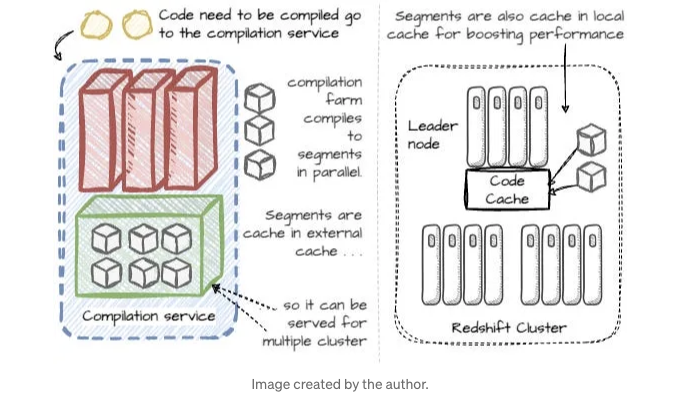 Code need to be compiled go
to the compilation service
compilation
farm
compiles
to
segments
in parallel.
Segments are
cache in external
cache ...
so it can be
served for
multiple cluster
Compilation service
Segments are also cache in local
cache for boosting performance
Leader
node
Code
Cache
Redshift Cluster
Image created by the author.